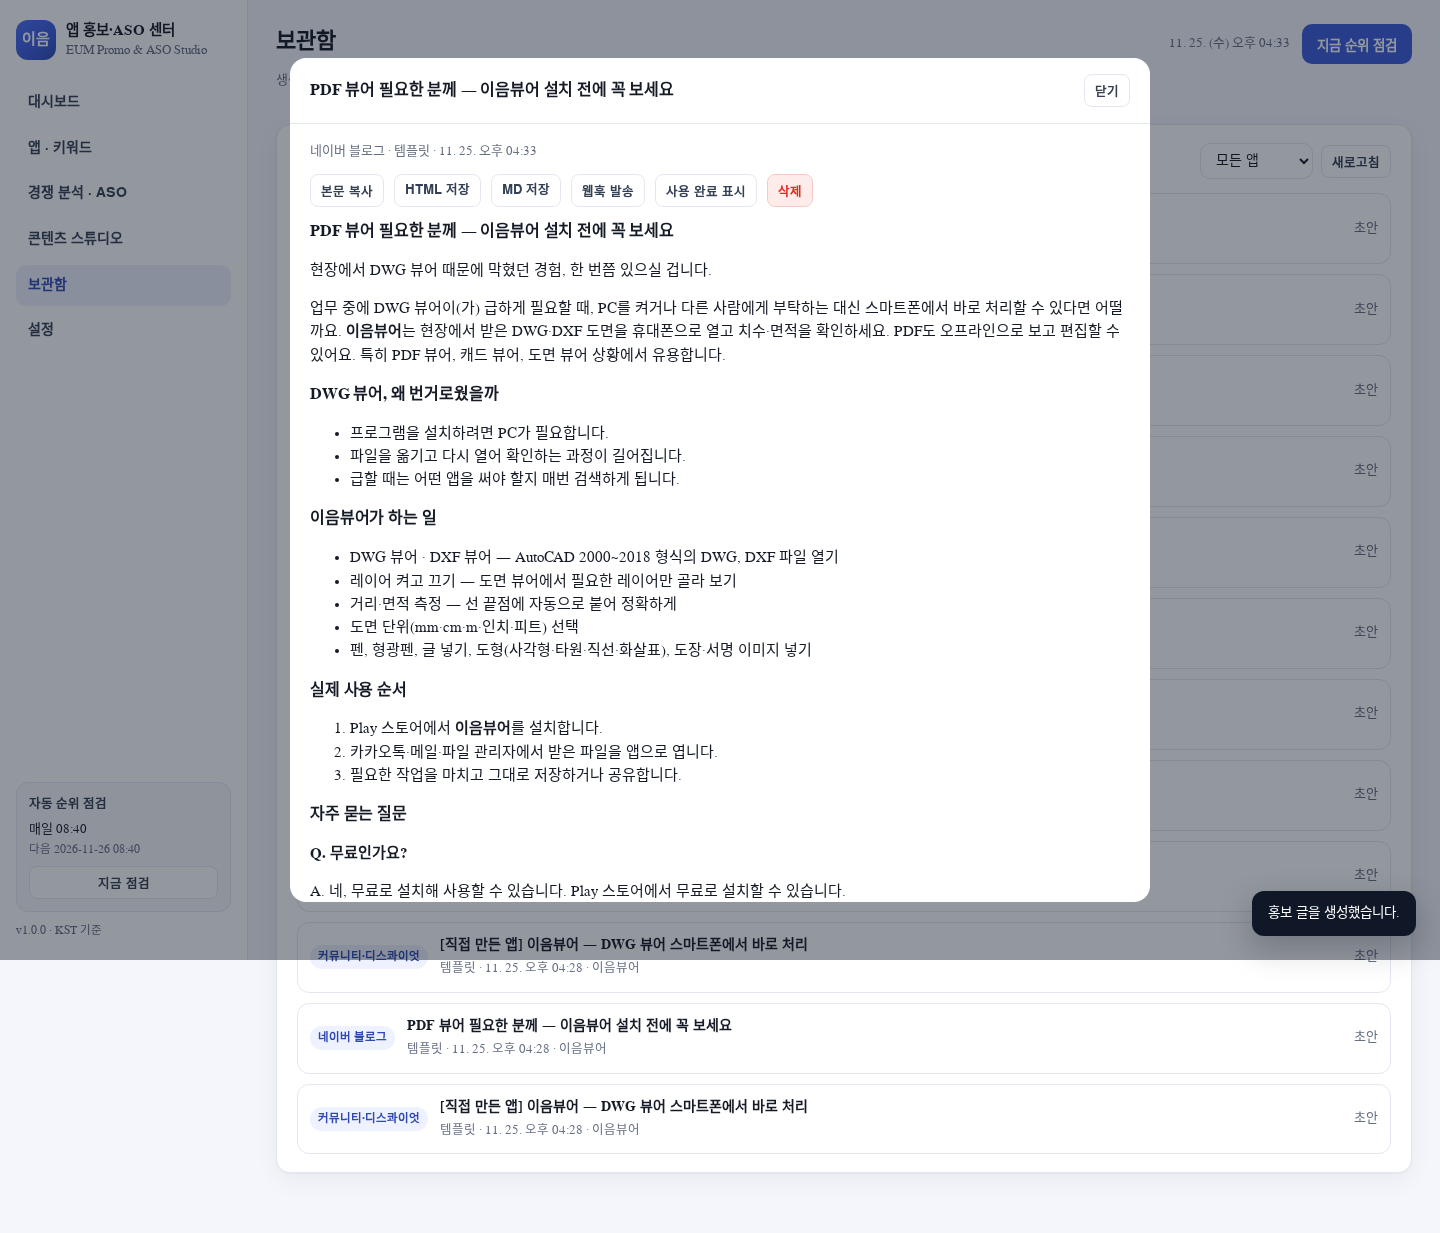 이음
앱 홍보·ASO 센터
EUM Promo & ASO Studio
대시보드
앱 · 키워드
경쟁 분석 · ASO
콘텐츠 스튜디오
보관함
설정
자동 순위 점검
매일 08:40
다음 2026-11-26 08:40
지금 점검
v1.0.0 · KST 기준
보관함
11. 25. (수) 오후 04:33
지금 순위 점검
모든 앱
새로고침
PDF 뷰어 필요한 분께 — 이음뷰어 설치 전에 꼭 보세요
닫기
네이버 블로그 · 템플릿 · 11. 25. 오후 04:33
본문 복사
HTML 저장
MD 저장
웹훅 발송
사용 완료 표시
삭제
PDF 뷰어 필요한 분께 — 이음뷰어 설치 전에 꼭 보세요
현장에서 DWG 뷰어 때문에 막혔던 경험, 한 번쯤 있으실 겁니다.
업무 중에 DWG 뷰어이(가) 급하게 필요할 때, PC를 켜거나 다른 사람에게 부탁하는 대신 스마트폰에서 바로 처리할 수 있다면 어떨
까요. 이음뷰어는 현장에서 받은 DWG·DXF 도면을 휴대폰으로 열고 치수·면적을 확인하세요. PDF도 오프라인으로 보고 편집할 수
있어요. 특히 PDF 뷰어, 캐드 뷰어, 도면 뷰어 상황에서 유용합니다.
DWG 뷰어, 왜 번거로웠을까
• 프로그램을 설치하려면 PC가 필요합니다.
• 파일을 옮기고 다시 열어 확인하는 과정이 길어집니다.
• 급할 때는 어떤 앱을 써야 할지 매번 검색하게 됩니다.
이음뷰어가 하는 일
• DWG 뷰어 · DXF 뷰어 — AutoCAD 2000~2018 형식의 DWG, DXF 파일 열기
• 레이어 켜고 끄기 — 도면 뷰어에서 필요한 레이어만 골라 보기
• 거리·면적 측정 — 선 끝점에 자동으로 붙어 정확하게
• 도면 단위(mm·cm·m·인치·피트) 선택
• 펜, 형광펜, 글 넣기, 도형(사각형·타원·직선·화살표), 도장·서명 이미지 넣기
실제 사용 순서
1. Play 스토어에서 이음뷰어를 설치합니다.
2. 카카오톡·메일·파일 관리자에서 받은 파일을 앱으로 엽니다.
3. 필요한 작업을 마치고 그대로 저장하거나 공유합니다.
자주 묻는 질문
Q. 무료인가요?
A. 네, 무료로 설치해 사용할 수 있습니다. Play 스토어에서 무료로 설치할 수 있습니다.
초안
초안
초안
초안
초안
초안
초안
초안
초안
홍보 글을 생성했습니다.
커뮤니티·디스콰이엇
[직접 만든 앱] 이음뷰어 — DWG 뷰어 스마트폰에서 바로 처리
템플릿 · 11. 25. 오후 04:28 · 이음뷰어
초안
네이버 블로그
PDF 뷰어 필요한 분께 — 이음뷰어 설치 전에 꼭 보세요
템플릿 · 11. 25. 오후 04:28 · 이음뷰어
초안
커뮤니티·디스콰이엇
[직접 만든 앱] 이음뷰어 — DWG 뷰어 스마트폰에서 바로 처리
템플릿 · 11. 25. 오후 04:28 · 이음뷰어
초안